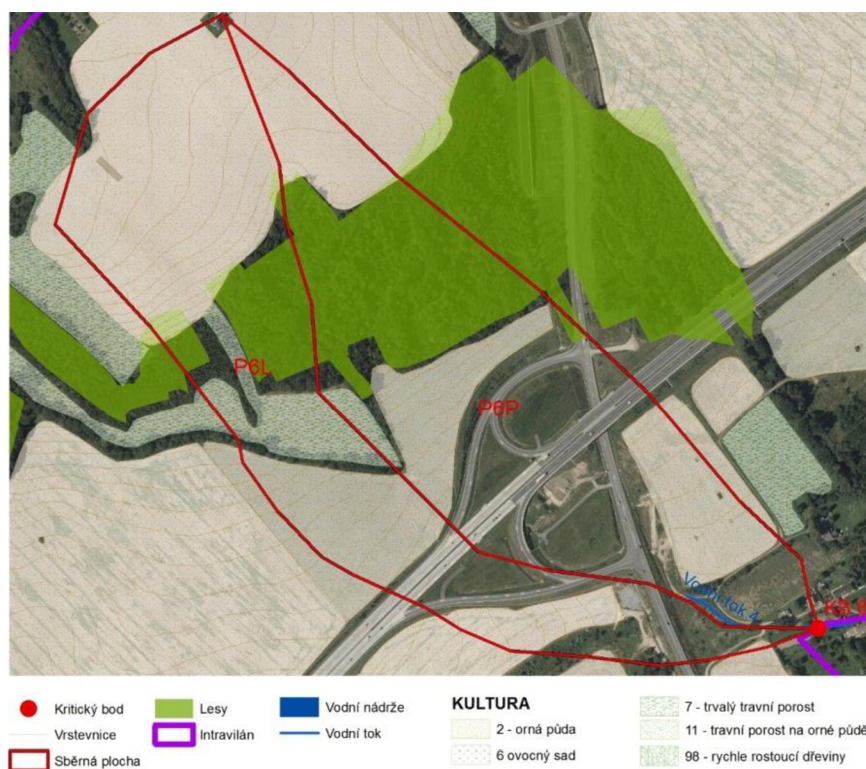 P6L
P6P
Vodní tok 4
Kritický bod
Vrstevnice
Sběrná plocha
Lesy
Intravilán
Vodní nádrže
Vodní tok
KULTURA
2 - orná půda
6 ovocný sad
7 - trvalý travní porost
11 - travní porost na orné půdě
98 - rychle rostoucí dřeviny